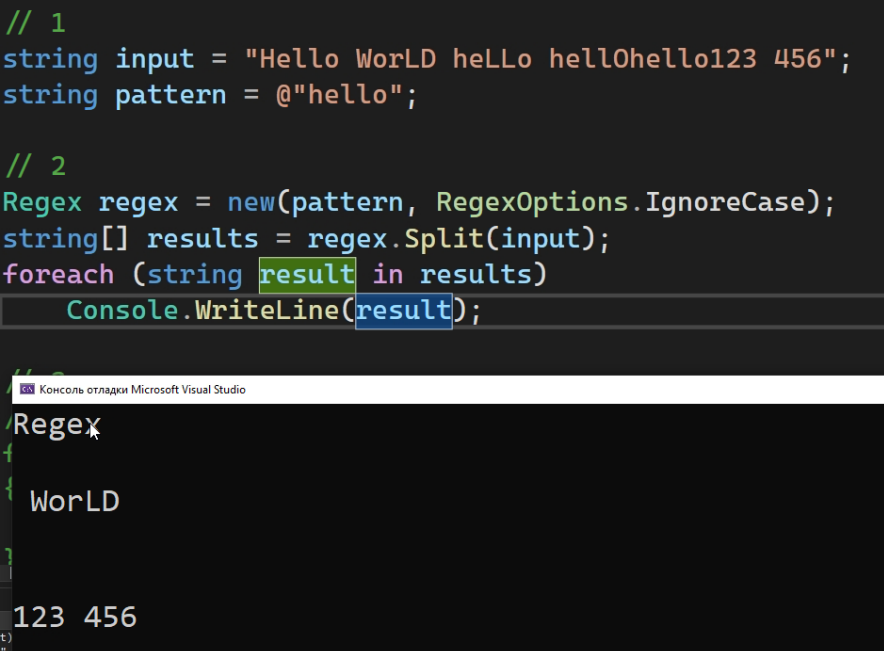 // 1
string input = "Hello WorLD heLLo hellOhello123 456";
string pattern = @"hello";
// 2
Regex regex = new(pattern, RegexOptions.IgnoreCase);
string[] results = regex.Split(input);
foreach (string result in results)
Console.WriteLine(result);
Консоль отладки Microsoft Visual Studio
Regex
WorLD
123 456